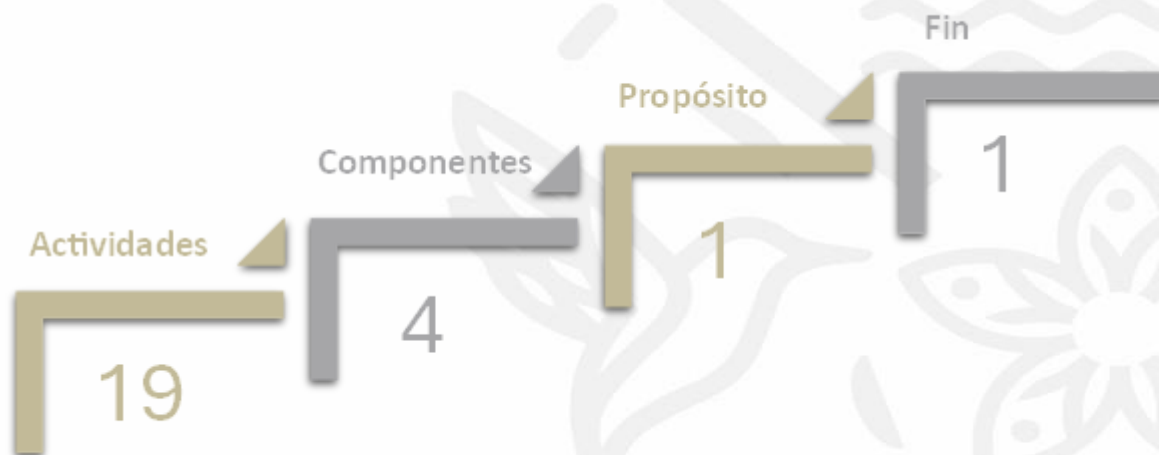 Fin
1
Propósito
1
Componentes
4
Actividades
19